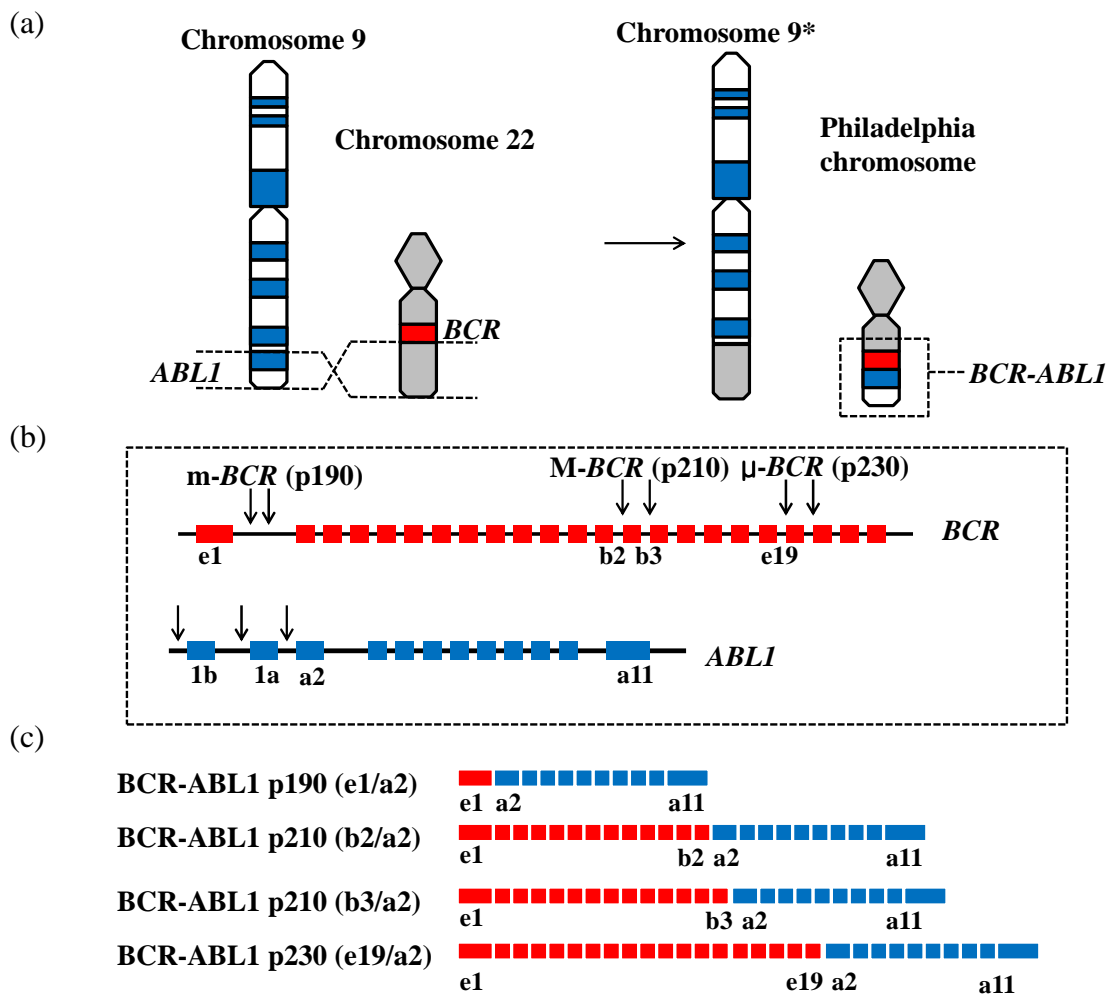 (a)
Chromosome 9
Chromosome 9*
Chromosome 22
Philadelphia
chromosome
BCR
ABL1
BCR-ABL1
(b)
m-BCR (p190)
M-BCR (p210)
µ-BCR (p230)
BCR
e1
b2
b3
e19
ABL1
1b
1a
a2
a11
(c)
BCR-ABL1 p190 (e1/a2)
e1 a2 a11
BCR-ABL1 p210 (b2/a2)
e1 b2 a2 a11
BCR-ABL1 p210 (b3/a2)
e1 b3 a2 a11
BCR-ABL1 p230 (e19/a2)
e1 e19 a2 a11